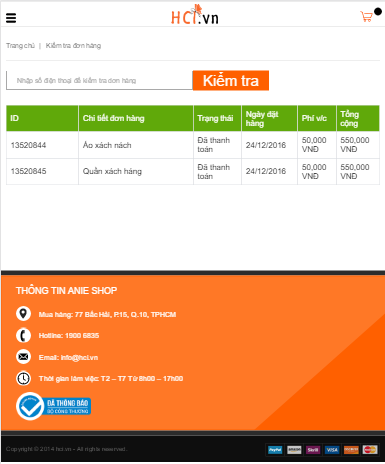 HCI.vn
Trang chủ | Kiểm tra đơn hàng
Nhập số điện thoại để kiểm tra đơn hàng
Kiểm tra
ID Chi tiết đơn hàng Trạng thái Ngày đặt hàng Phí v/c Tổng cộng
13520844 Áo xách nách Đã thanh toán 24/12/2016 50,000 VNĐ 550,000 VNĐ
13520845 Quần xách háng Đã thanh toán 24/12/2016 50,000 VNĐ 550,000 VNĐ
THÔNG TIN ANIE SHOP
Mua hàng: 77 Bắc Hải, P.15, Q.10, TPHCM
Hotline: 1900 6835
Email: info@hci.vn
Thời gian làm việc: T2 – T7 Từ 8h00 – 17h00
ĐÃ THÔNG BÁO
BỘ CÔNG THƯƠNG
Copyright © 2014 hci.vn - All rights reserved.
PayPal amazon Skrill VISA